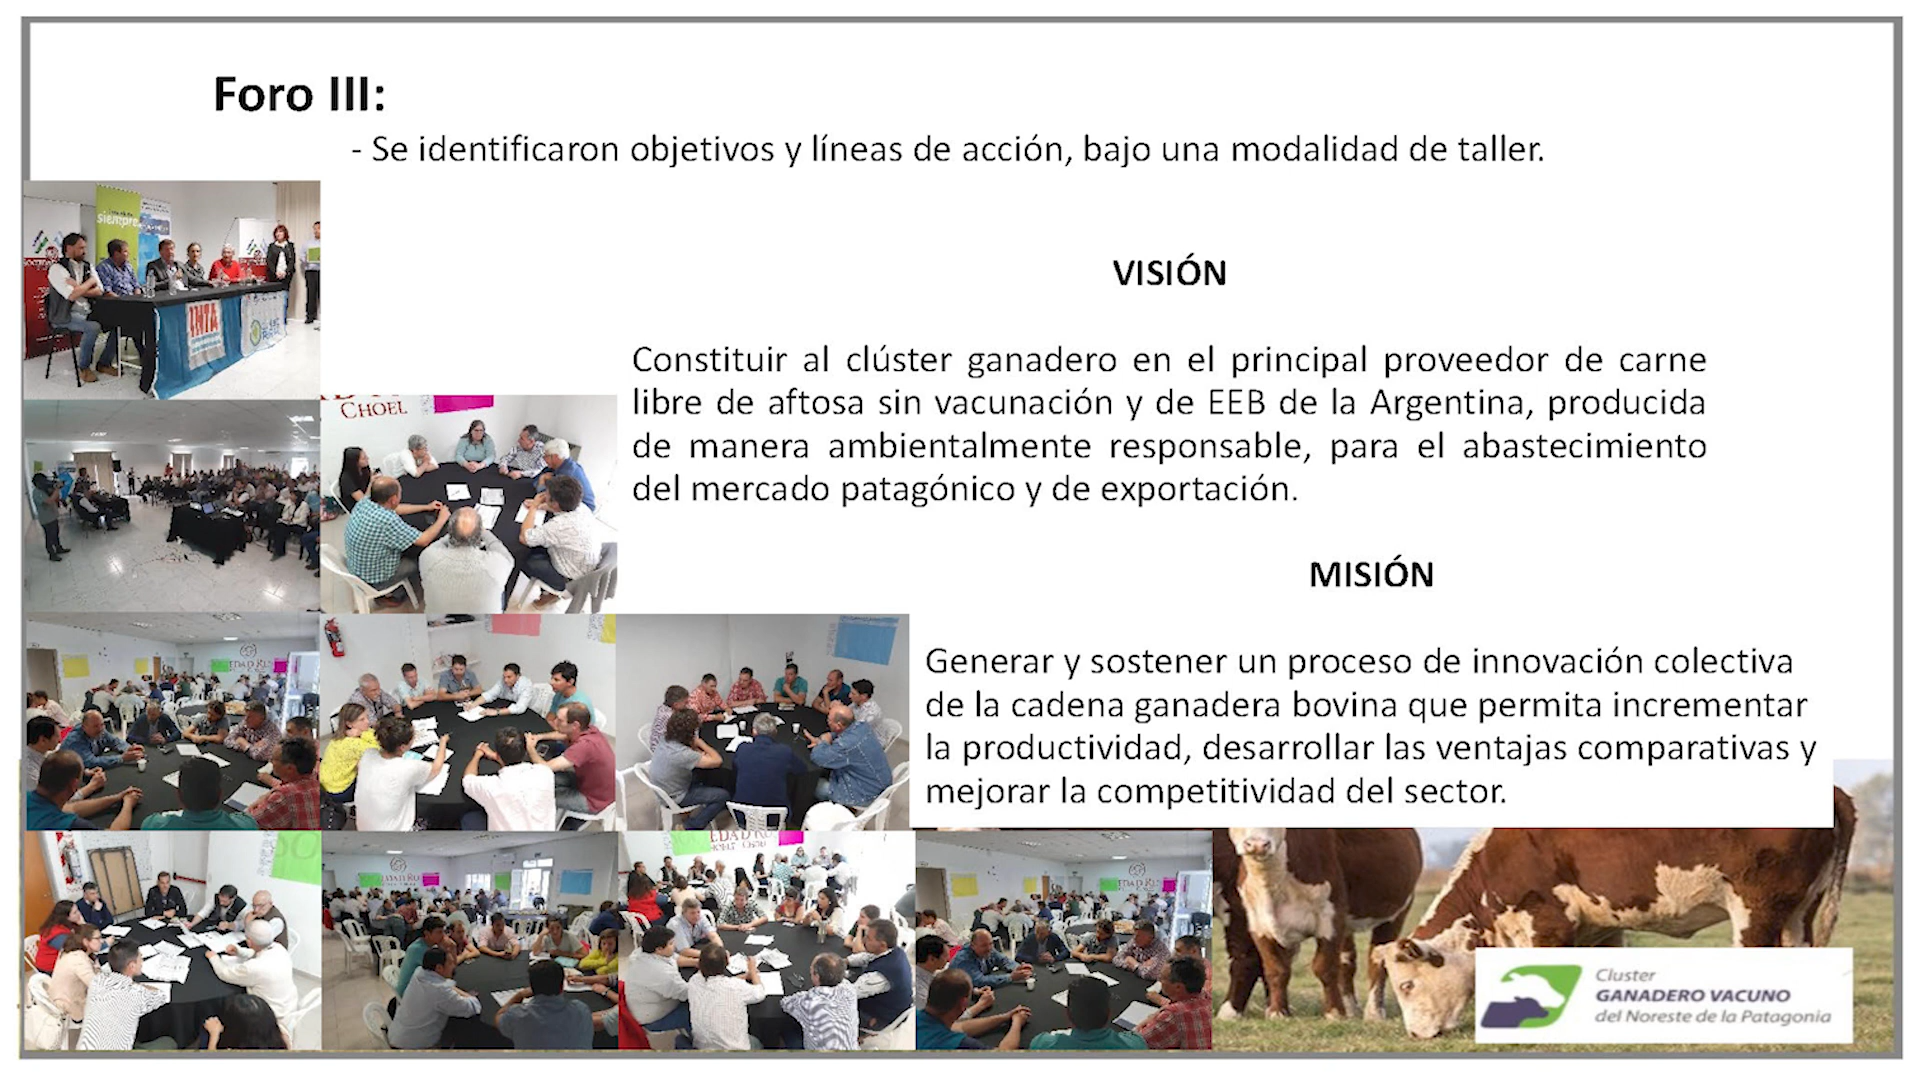 Foro III:
- Se identificaron objetivos y líneas de acción, bajo una modalidad de taller.
siempre
INTA
CHOEL
VISIÓN
Constituir al clúster ganadero en el principal proveedor de carne
libre de aftosa sin vacunación y de EEB de la Argentina, producida
de manera ambientalmente responsable, para el abastecimiento
del mercado patagónico y de exportación.
MISIÓN
Generar y sostener un proceso de innovación colectiva
de la cadena ganadera bovina que permita incrementar
la productividad, desarrollar las ventajas comparativas y
mejorar la competitividad del sector.
Cluster
GANADERO VACUNO
del Noreste de la Patagonia